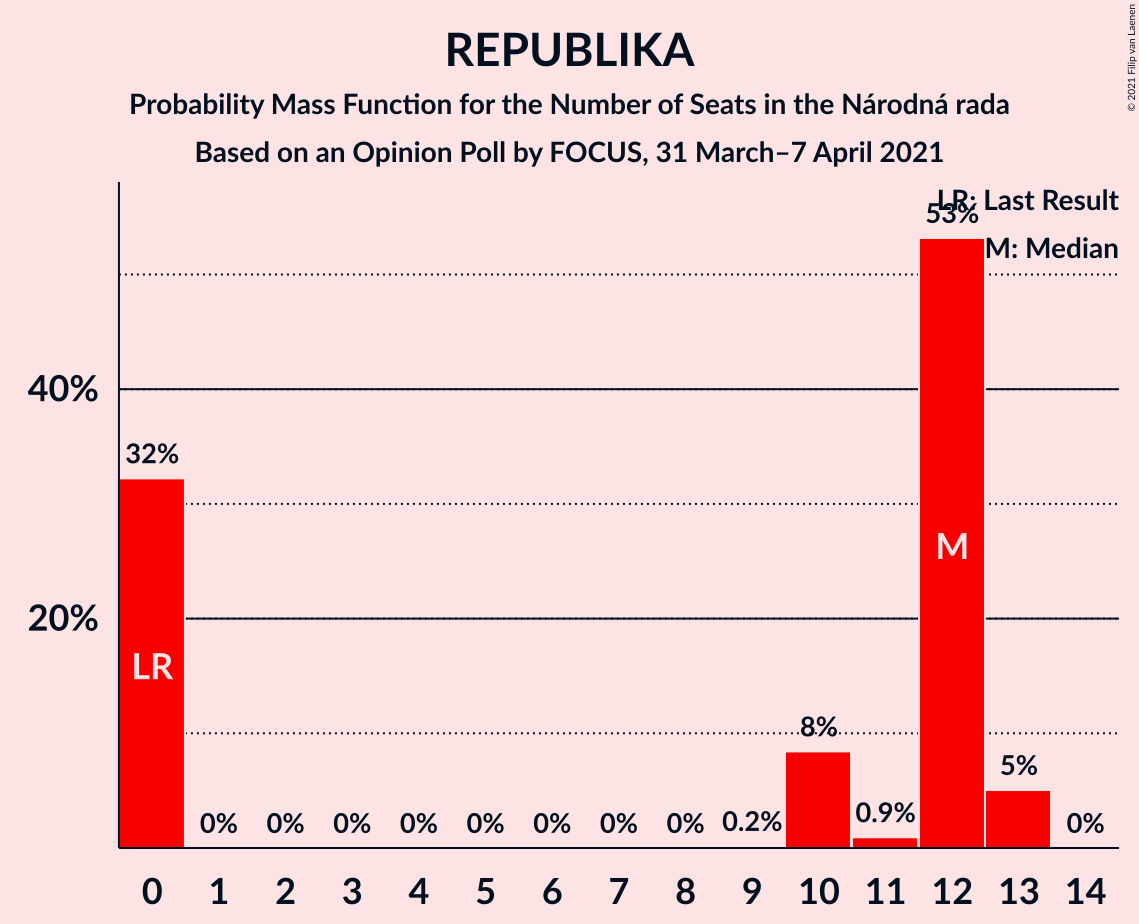 REPUBLIKA
Probability Mass Function for the Number of Seats in the Národná rada
Based on an Opinion Poll by FOCUS, 31 March–7 April 2021
© 2021 Filip van Laenen
LR: Last Result
M: Median
53%
40%
32%
20%
LR
M
0%
0%
0%
0%
0%
0%
0%
0%
0.2%
8%
0.9%
5%
0%
0 1 2 3 4 5 6 7 8 9 10 11 12 13 14